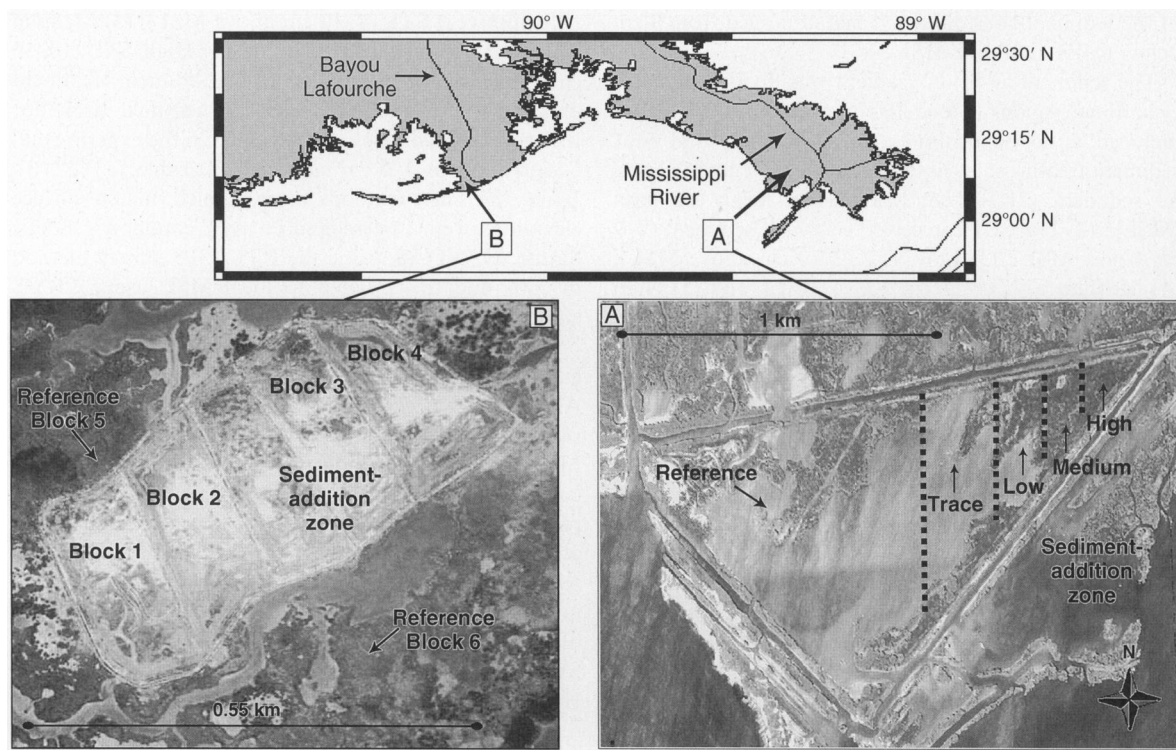 90° W
89° W
29°30′ N
29°15′ N
29°00′ N
Bayou
Lafourche
Mississippi
River
B
A
B
Block 4
Block 3
Reference
Block 5
Block 2
Sediment-
addition
zone
Block 1
Reference
Block 6
0.55 km
A
1 km
High
Reference
Medium
Low
Trace
Sediment-
addition
zone
N